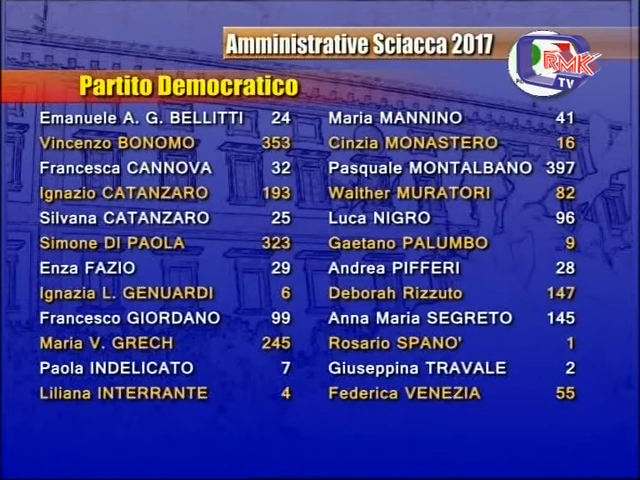 Amministrative Sciacca 2017
RMK
TV
Partito Democratico
Emanuele A. G. BELLITTI 24
Vincenzo BONOMO 353
Francesca CANNOVA 32
Ignazio CATANZARO 193
Silvana CATANZARO 25
Simone DI PAOLA 323
Enza FAZIO 29
Ignazia L. GENUARDI 6
Francesco GIORDANO 99
Maria V. GRECH 245
Paola INDELICATO 7
Liliana INTERRANTE 4
Maria MANNINO 41
Cinzia MONASTERO 16
Pasquale MONTALBANO 397
Walther MURATORI 82
Luca NIGRO 96
Gaetano PALUMBO 9
Andrea PIFFERI 28
Deborah Rizzuto 147
Anna Maria SEGRETO 145
Rosario SPANO' 1
Giuseppina TRAVALE 2
Federica VENEZIA 55